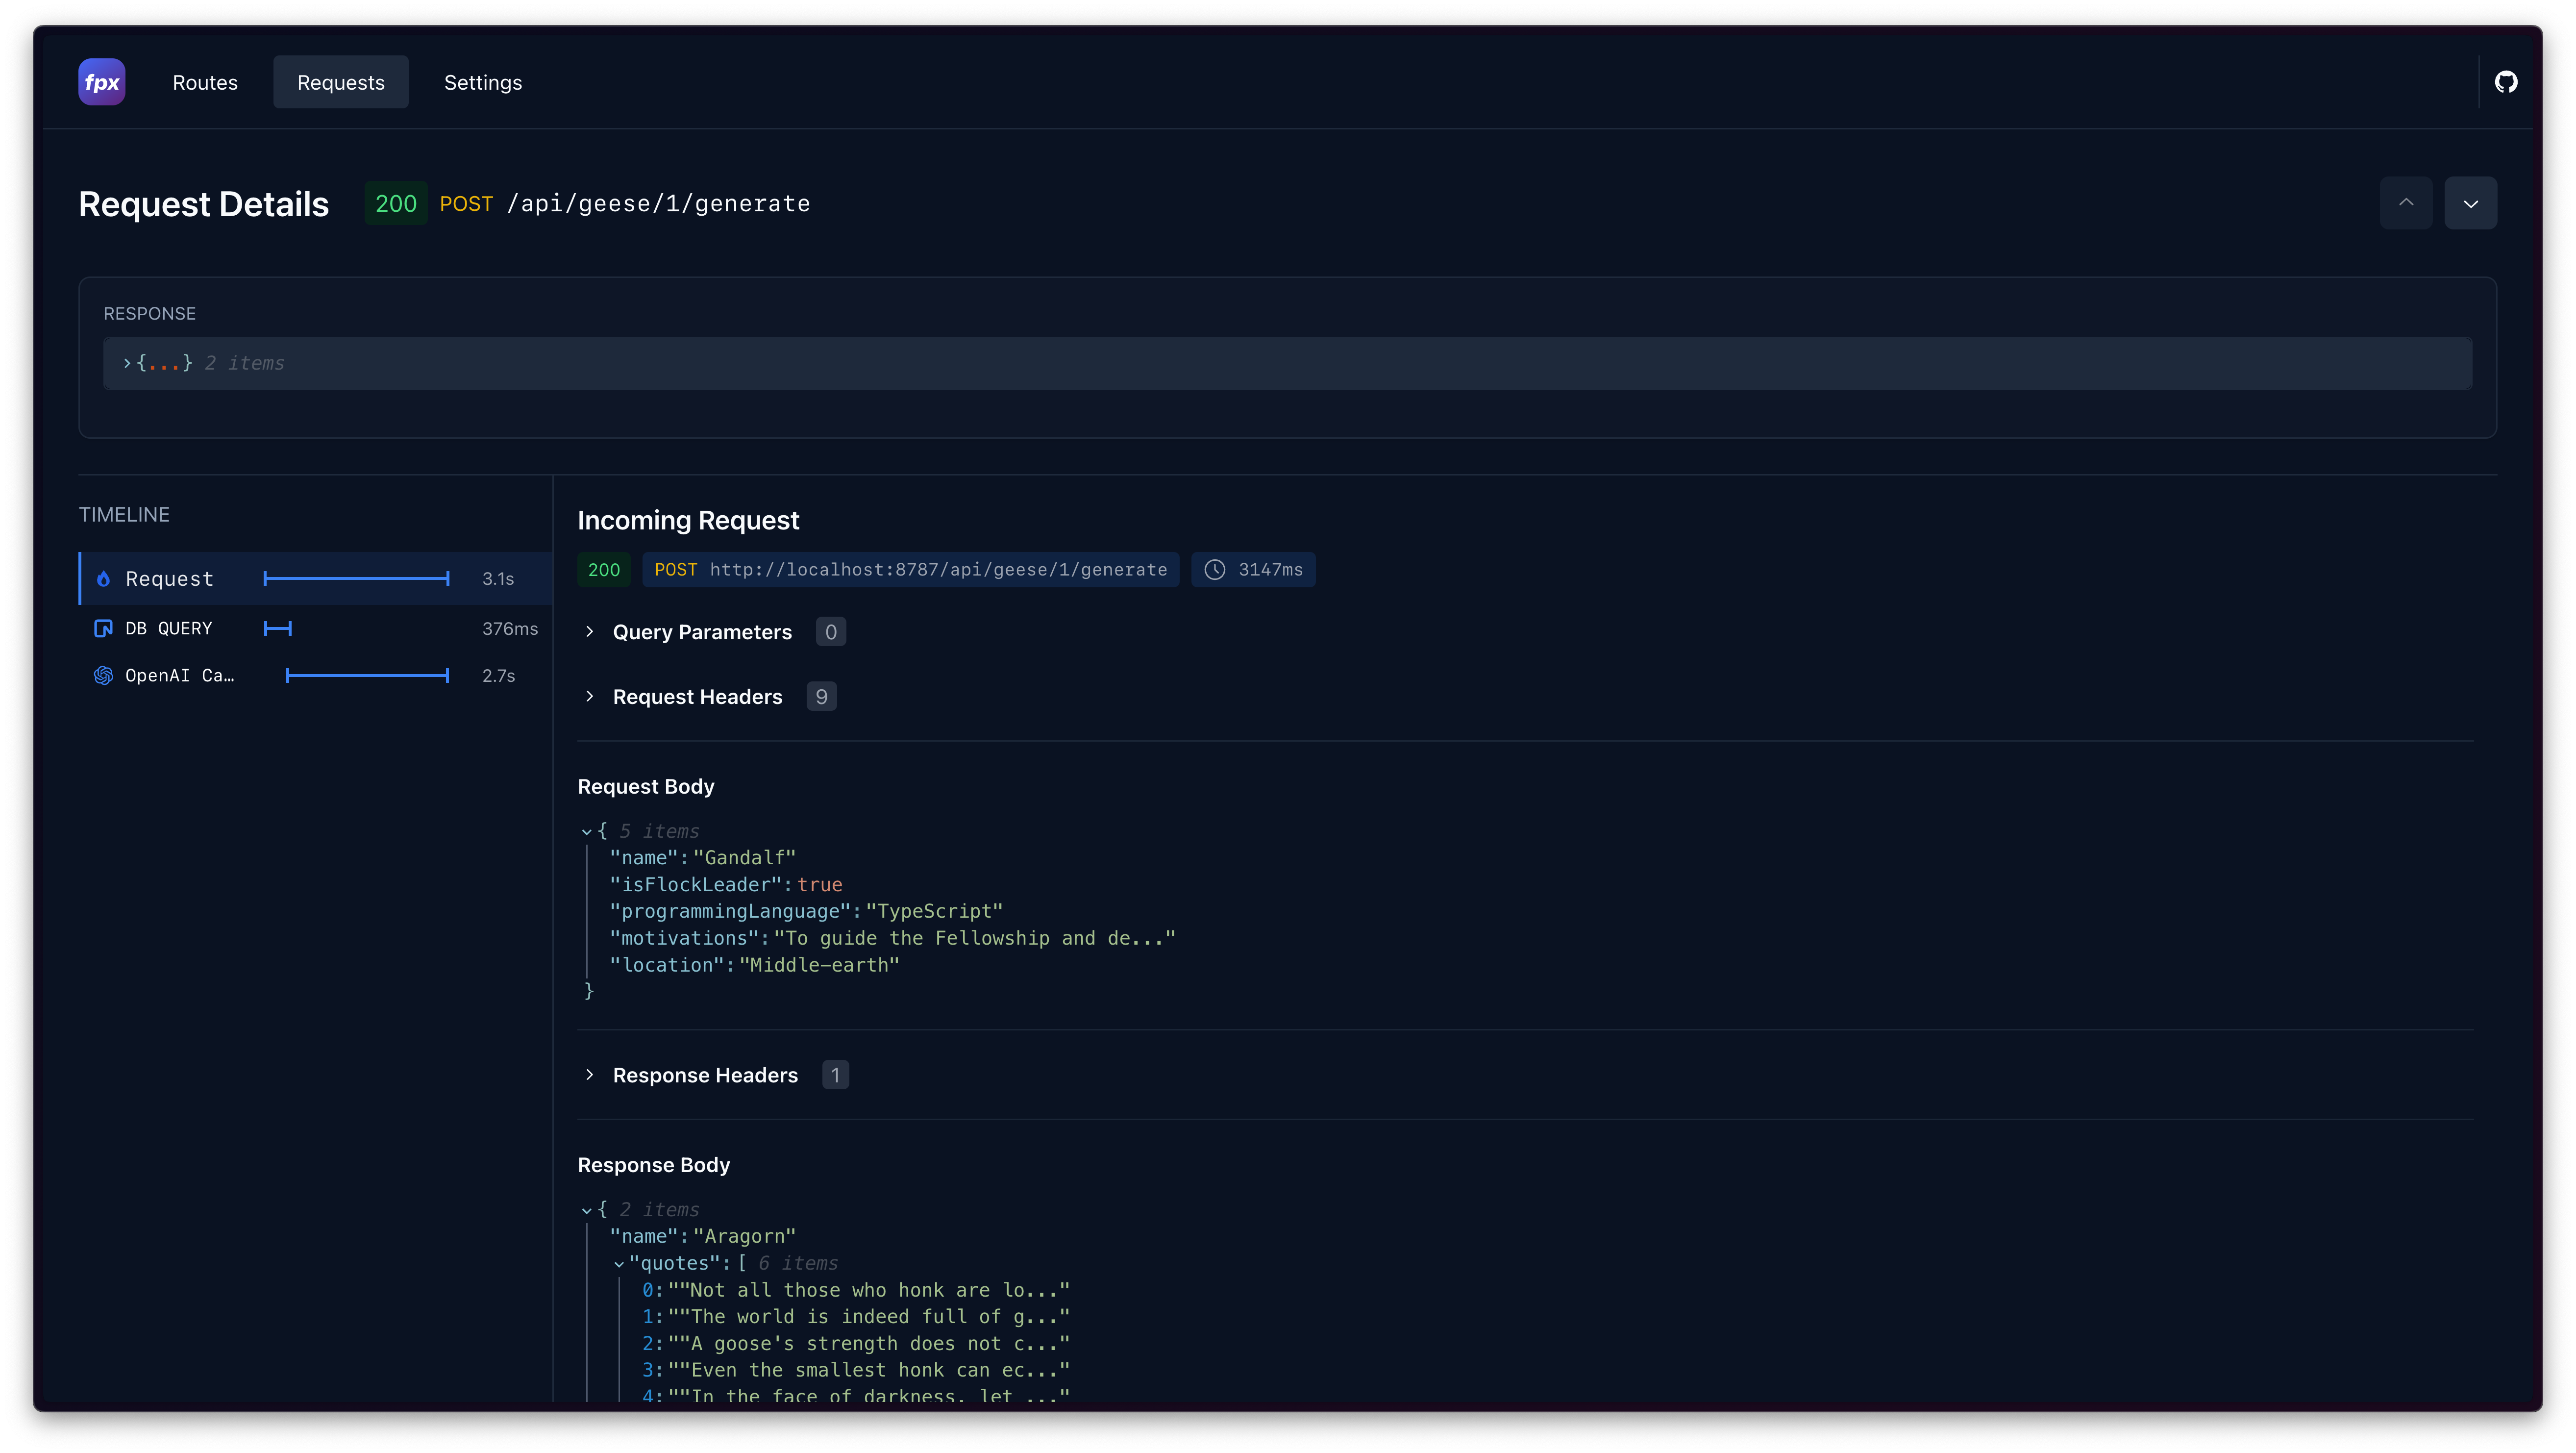 fpx Routes Requests Settings
Request Details 200 POST /api/geese/1/generate
RESPONSE
{...} 2 items
TIMELINE
Request 3.1s
DB QUERY 376ms
OpenAI Ca… 2.7s
Incoming Request
200 POST http://localhost:8787/api/geese/1/generate 3147ms
Query Parameters 0
Request Headers 9
Request Body
{ 5 items
"name":"Gandalf"
"isFlockLeader":true
"programmingLanguage":"TypeScript"
"motivations":"To guide the Fellowship and de..."
"location":"Middle-earth"
}
Response Headers 1
Response Body
{ 2 items
"name":"Aragorn"
"quotes":[ 6 items
0:""Not all those who honk are lo..."
1:""The world is indeed full of g..."
2:""A goose's strength does not c..."
3:""Even the smallest honk can ec..."
4:""In the face of darkness, let ..."